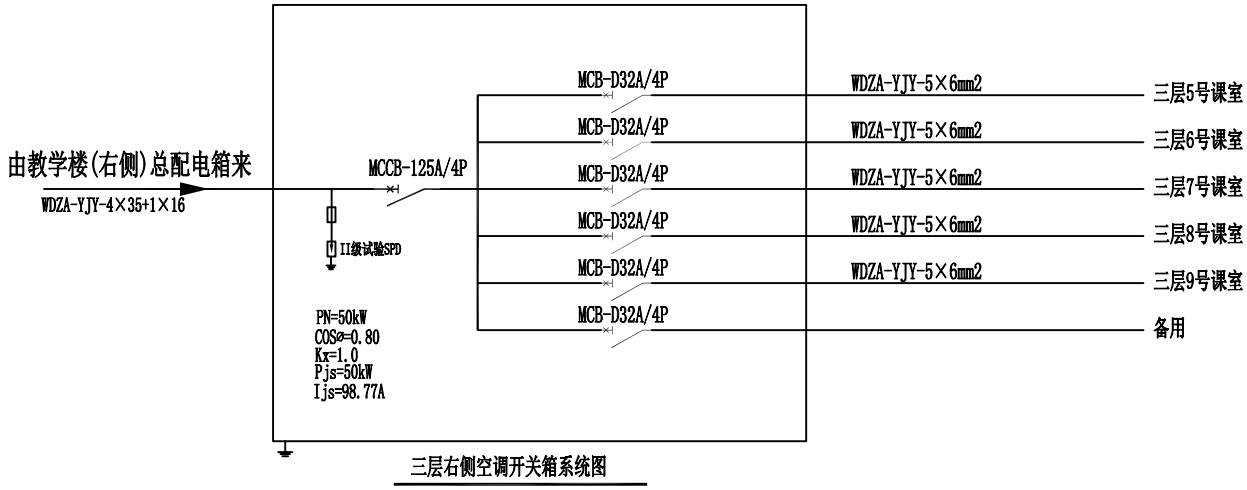 MCB-D32A/4P
WDZA-YJY-5×6mm2
三层5号课室
MCB-D32A/4P
WDZA-YJY-5×6mm2
三层6号课室
由教学楼(右侧)总配电箱来
WDZA-YJY-4×35+1×16
MCCB-125A/4P
MCB-D32A/4P
WDZA-YJY-5×6mm2
三层7号课室
II级试验SPD
MCB-D32A/4P
WDZA-YJY-5×6mm2
三层8号课室
MCB-D32A/4P
WDZA-YJY-5×6mm2
三层9号课室
MCB-D32A/4P
备用
PN=50kW
COSø=0.80
Kx=1.0
Pjs=50kW
Ijs=98.77A
三层右侧空调开关箱系统图